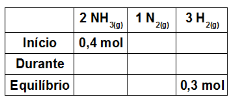 2 NH3(g) 1 N2(g) 3 H2(g)
Início 0,4 mol
Durante
Equilíbrio 0,3 mol